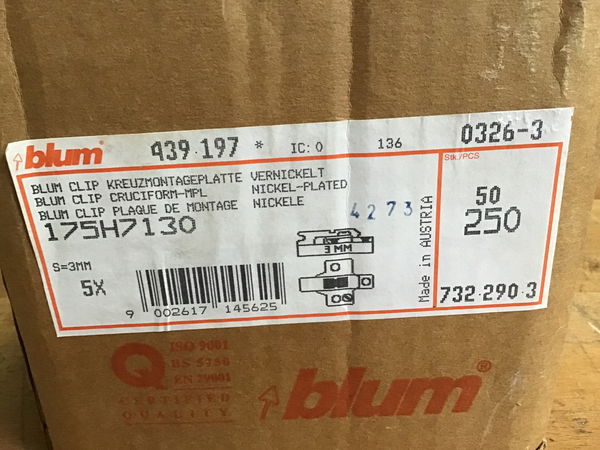 blum 439.197 * IC: 0 136 0326-3
BLUM CLIP KREUZMONTAGEPLATTE VERNICKELT
BLUM CLIP CRUCIFORM-MPL NICKEL-PLATED
BLUM CLIP PLAQUE DE MONTAGE NICKELE
175H7130
4273
Stk./PCS
50
250
3 MM
S=3MM
5X
9 002617 145625
Made in AUSTRIA
732.290.3
Q
ISO 9001
BS 5750
EN 29001
CERTIFIED
QUALITY
blum®